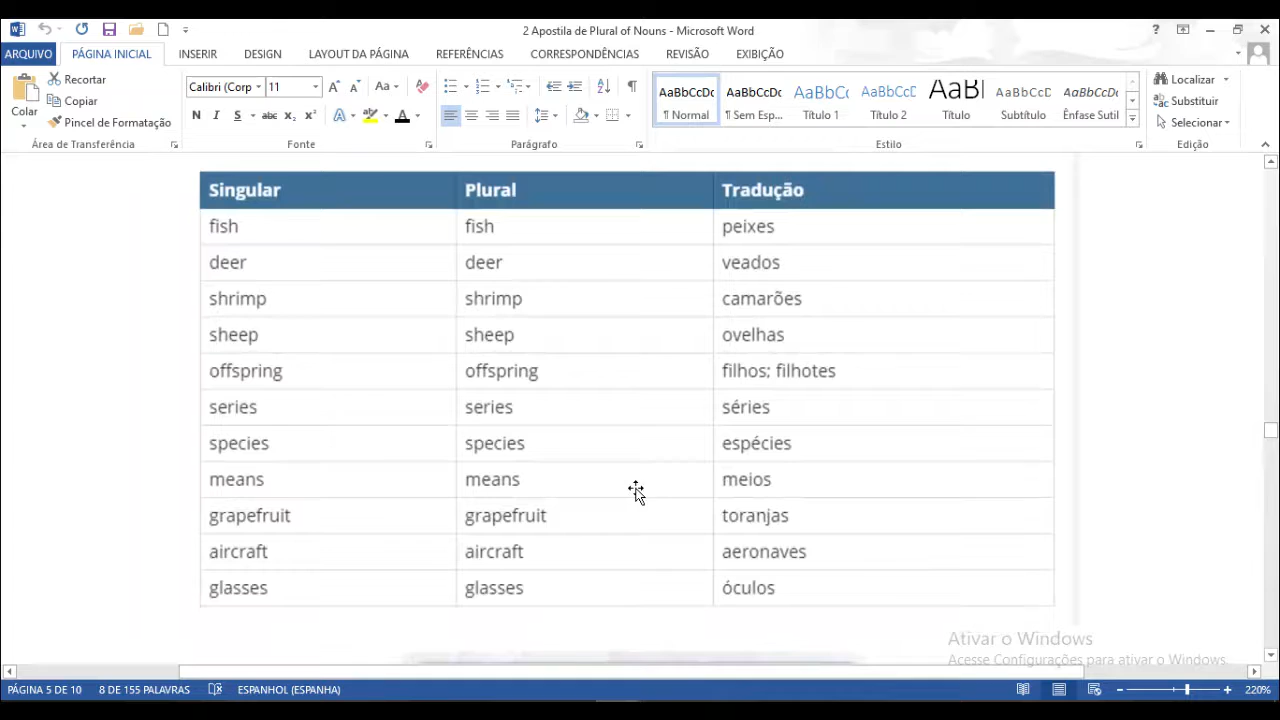 2 Apostila de Plural of Nouns - Microsoft Word
ARQUIVO PÁGINA INICIAL INSERIR DESIGN LAYOUT DA PÁGINA REFERÊNCIAS CORRESPONDÊNCIAS REVISÃO EXIBIÇÃO
Colar
Recortar
Copiar
Pincel de Formatação
Área de Transferência
Calibri (Corp 11
Fonte
Parágrafo
AaBbCcDc AaBbCcDc AaBbCc AaBbCcD AaBl AaBbCcD AaBbCcDc
¶ Normal ¶ Sem Esp... Título 1 Título 2 Título Subtítulo Ênfase Sutil
Estilo
Localizar
Substituir
Selecionar
Edição
Singular Plural Tradução
fish fish peixes
deer deer veados
shrimp shrimp camarões
sheep sheep ovelhas
offspring offspring filhos; filhotes
series series séries
species species espécies
means means meios
grapefruit grapefruit toranjas
aircraft aircraft aeronaves
glasses glasses óculos
Ativar o Windows
Acesse Configurações para ativar o Windows.
PÁGINA 5 DE 10 8 DE 155 PALAVRAS ESPANHOL (ESPANHA) 220%